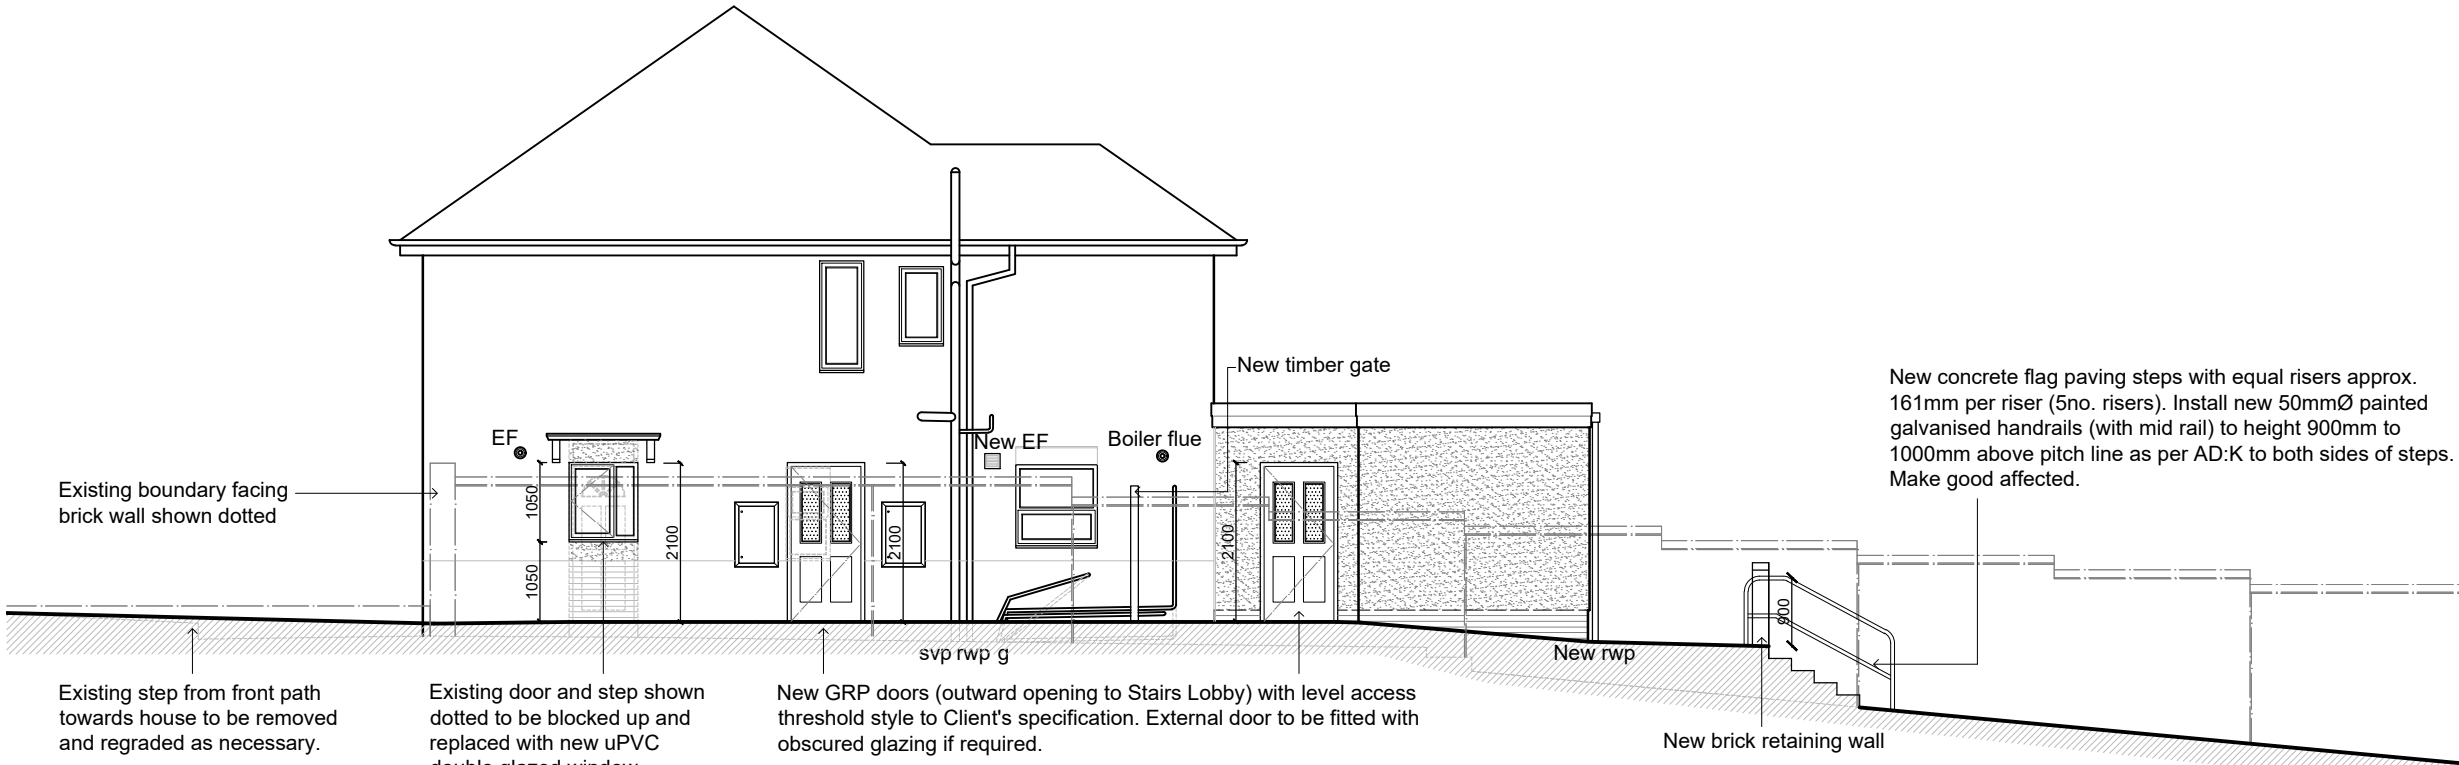 New timber gate
New concrete flag paving steps with equal risers approx.
161mm per riser (5no. risers). Install new 50mmØ painted
galvanised handrails (with mid rail) to height 900mm to
1000mm above pitch line as per AD:K to both sides of steps.
Make good affected.
EF
New EF
Boiler flue
Existing boundary facing
brick wall shown dotted
1050
1050
2100
2100
2100
900
svp rwp g
New rwp
Existing step from front path
towards house to be removed
and regraded as necessary.
Existing door and step shown
dotted to be blocked up and
replaced with new uPVC
double glazed window
New GRP doors (outward opening to Stairs Lobby) with level access
threshold style to Client's specification. External door to be fitted with
obscured glazing if required.
New brick retaining wall